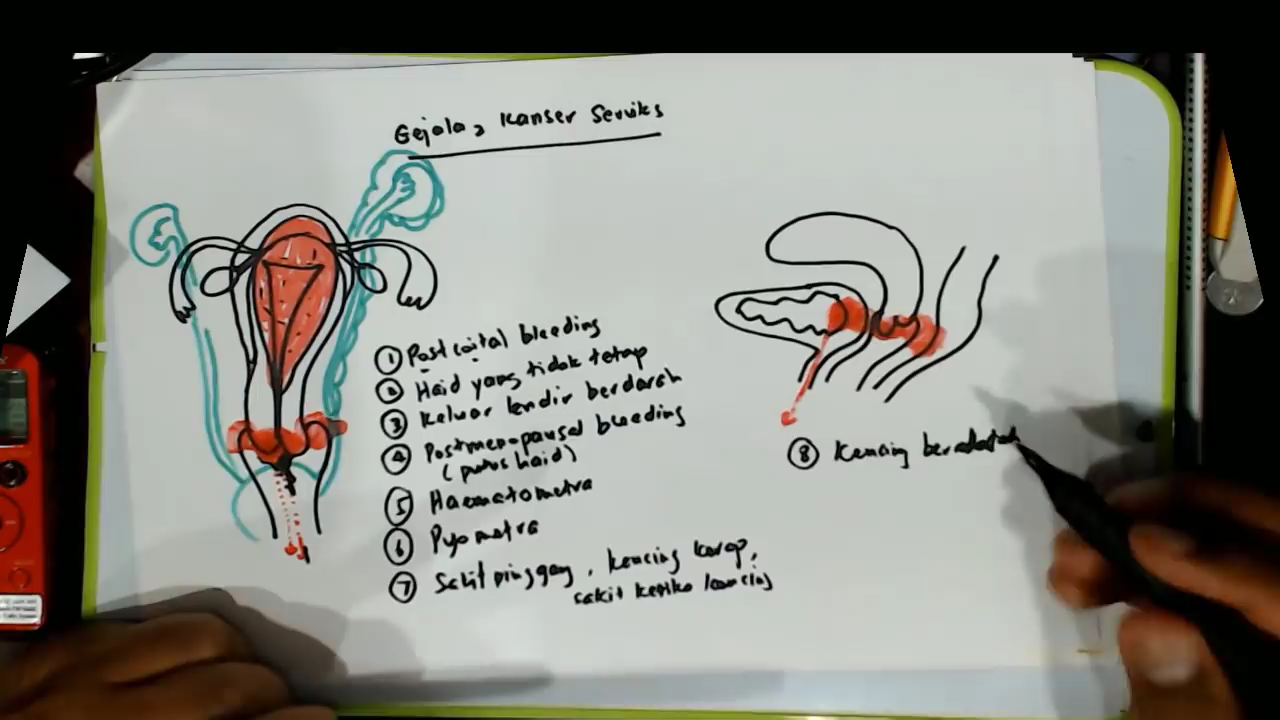 Gejala2 Kanser Serviks
① Post coital bleeding
② Haid yang tidak tetap
③ Keluar lendir berdarah
④ Postmenopausal bleeding
(putus haid)
⑤ Haematometra
⑥ Pyometra
⑦ Sakit pinggang, kencing kerap,
sakit ketika kencing
⑧ Kencing berdarah